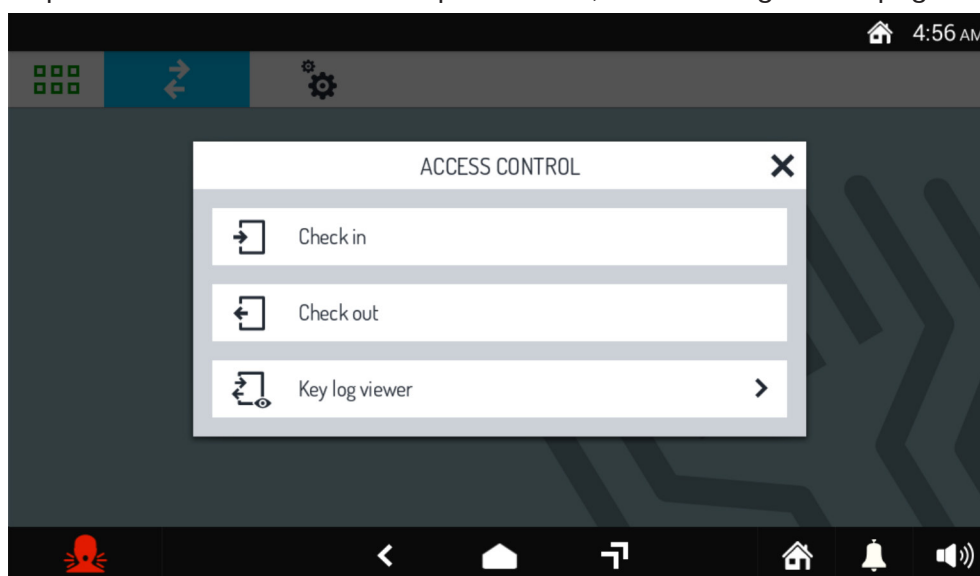 4:56 AM
ACCESS CONTROL
Check in
Check out
Key log viewer